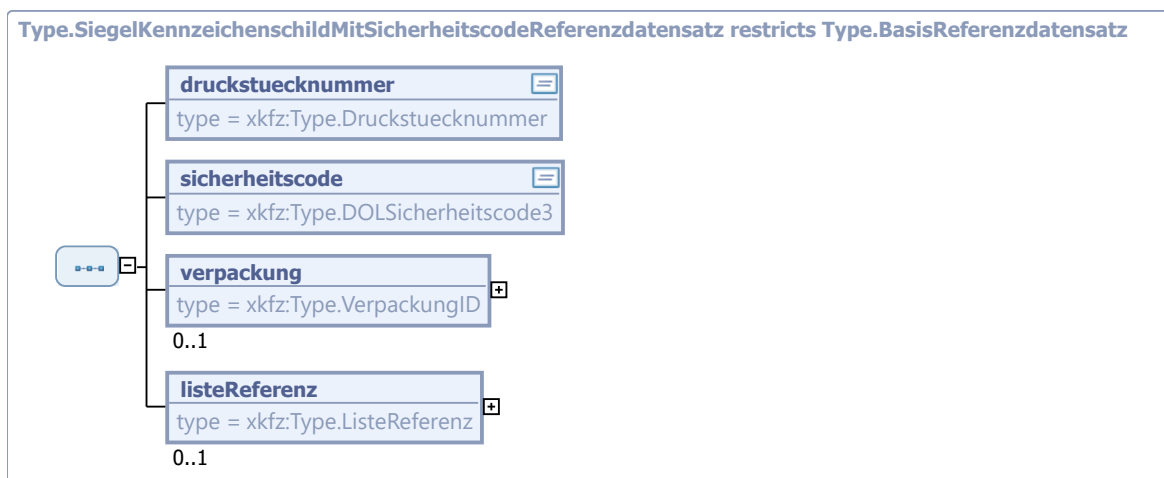 Type.SiegelKennzeichenschildMitSicherheitscodeReferenzdatensatz restricts Type.BasisReferenzdatensatz
druckstuecknummer
type = xkfz:Type.Druckstuecknummer
sicherheitscode
type = xkfz:Type.DOLSicherheitscode3
verpackung
type = xkfz:Type.VerpackungID
0..1
listeReferenz
type = xkfz:Type.ListeReferenz
0..1